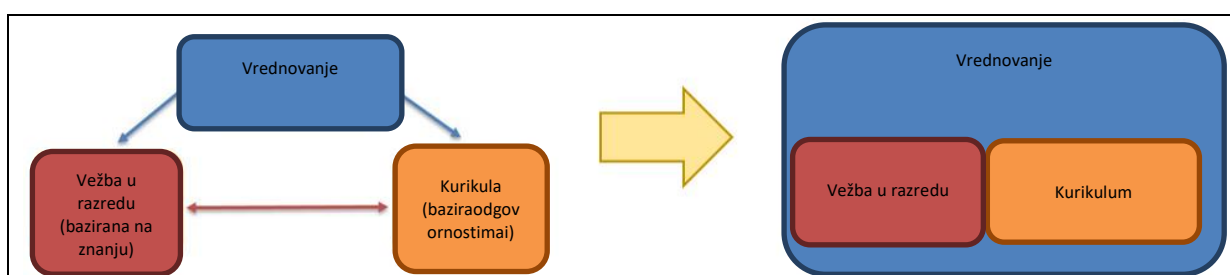 Vrednovanje
Vežba u
razredu
(bazirana na
znanju)
Kurikula
(baziraodgov
ornostimai)
Vrednovanje
Vežba u razredu
Kurikulum